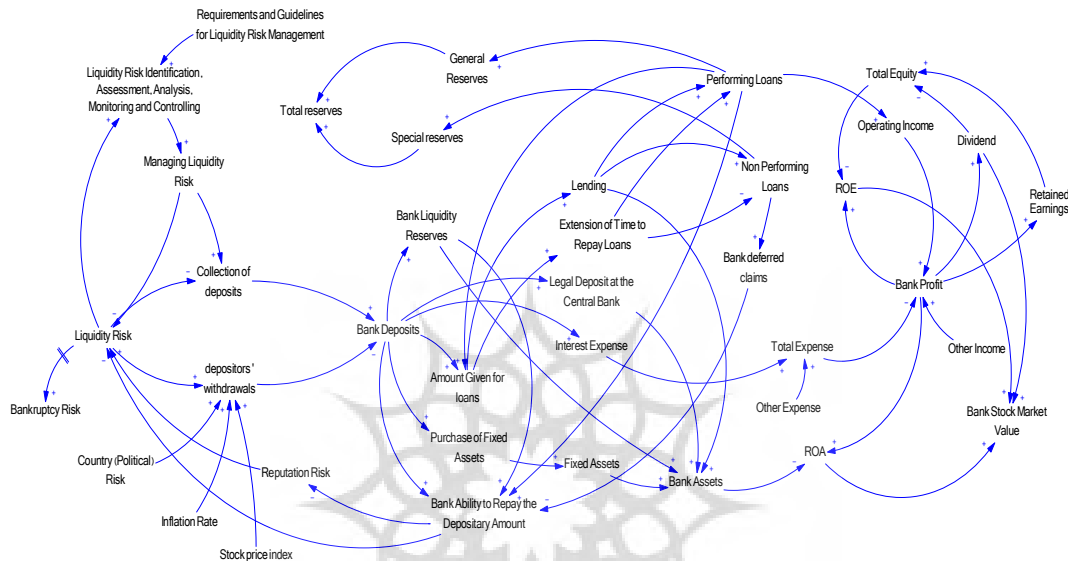 Requirements and Guidelines
for Liquidity Risk Management
Liquidity Risk Identification,
Assessment, Analysis,
Monitoring and Controlling
Managing Liquidity
Risk
Collection of
deposits
Liquidity Risk
Bankruptcy Risk
depositors '
withdrawals
Country (Political)
Risk
Inflation Rate
Stock price index
Reputation Risk
General
Reserves
Total reserves
Special reserves
Bank Liquidity
Reserves
Bank Deposits
Amount Given for
loans
Purchase of Fixed
Assets
Fixed Assets
Bank Ability to Repay the
Depositary Amount
Performing Loans
Lending
Non Performing
Loans
Extension of Time to
Repay Loans
Bank deferred
claims
Legal Deposit at the
Central Bank
Interest Expense
Bank Assets
Total Equity
Operating Income
Dividend
ROE
Retained
Earnings
Bank Profit
Total Expense
Other Income
Other Expense
Bank Stock Market
Value
ROA